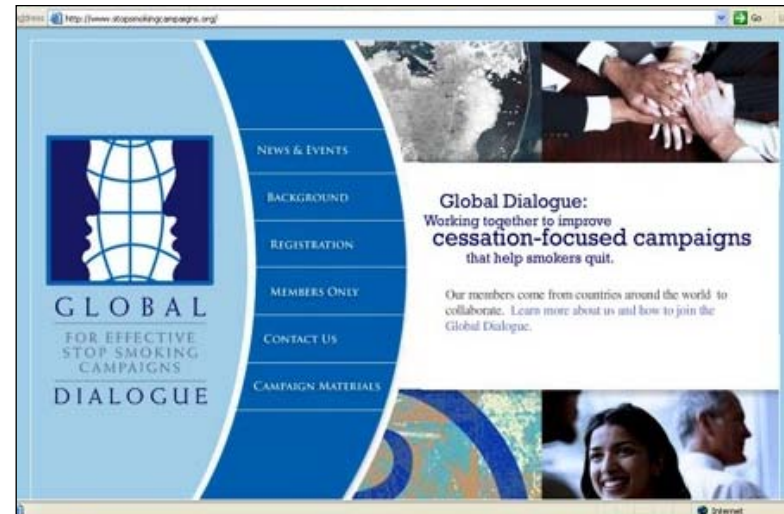 http://www.stopsmokingcampaigns.org/
Go
NEWS & EVENTS
BACKGROUND
REGISTRATION
MEMBERS ONLY
CONTACT US
CAMPAIGN MATERIALS
GLOBAL
FOR EFFECTIVE
STOP SMOKING
CAMPAIGNS
DIALOGUE
Global Dialogue:
Working together to improve
cessation-focused campaigns
that help smokers quit.
Our members come from countries around the world to
collaborate. Learn more about us and how to join the
Global Dialogue.
Internet